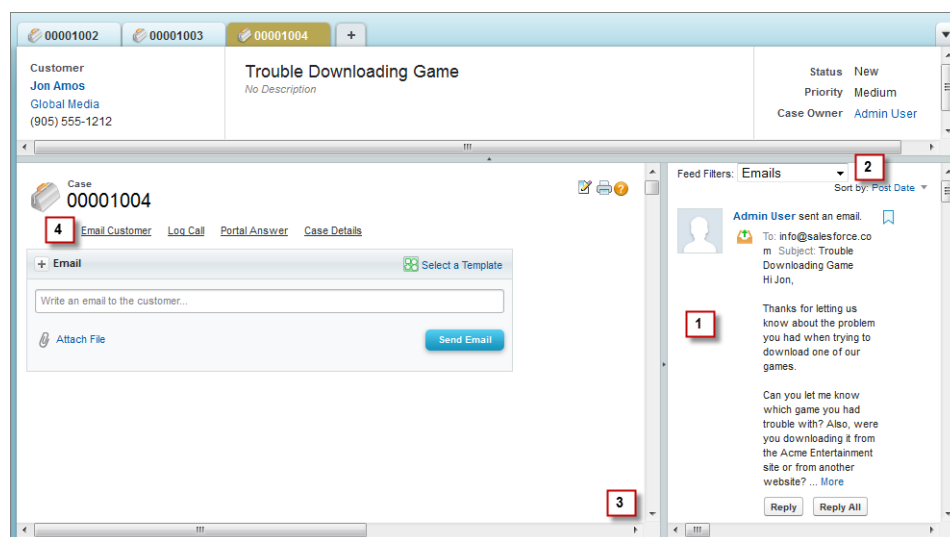 00001002
00001003
00001004
+
Customer
Jon Amos
Global Media
(905) 555-1212
Trouble Downloading Game
No Description
Status New
Priority Medium
Case Owner Admin User
Case
00001004
4
Email Customer Log Call Portal Answer Case Details
+ Email
Select a Template
Write an email to the customer...
Attach File
Send Email
3
Feed Filters: Emails
2
Sort by: Post Date
Admin User sent an email.
To: info@salesforce.co
m Subject: Trouble
Downloading Game
Hi Jon,
1
Thanks for letting us
know about the problem
you had when trying to
download one of our
games.
Can you let me know
which game you had
trouble with? Also, were
you downloading it from
the Acme Entertainment
site or from another
website? ... More
Reply Reply All